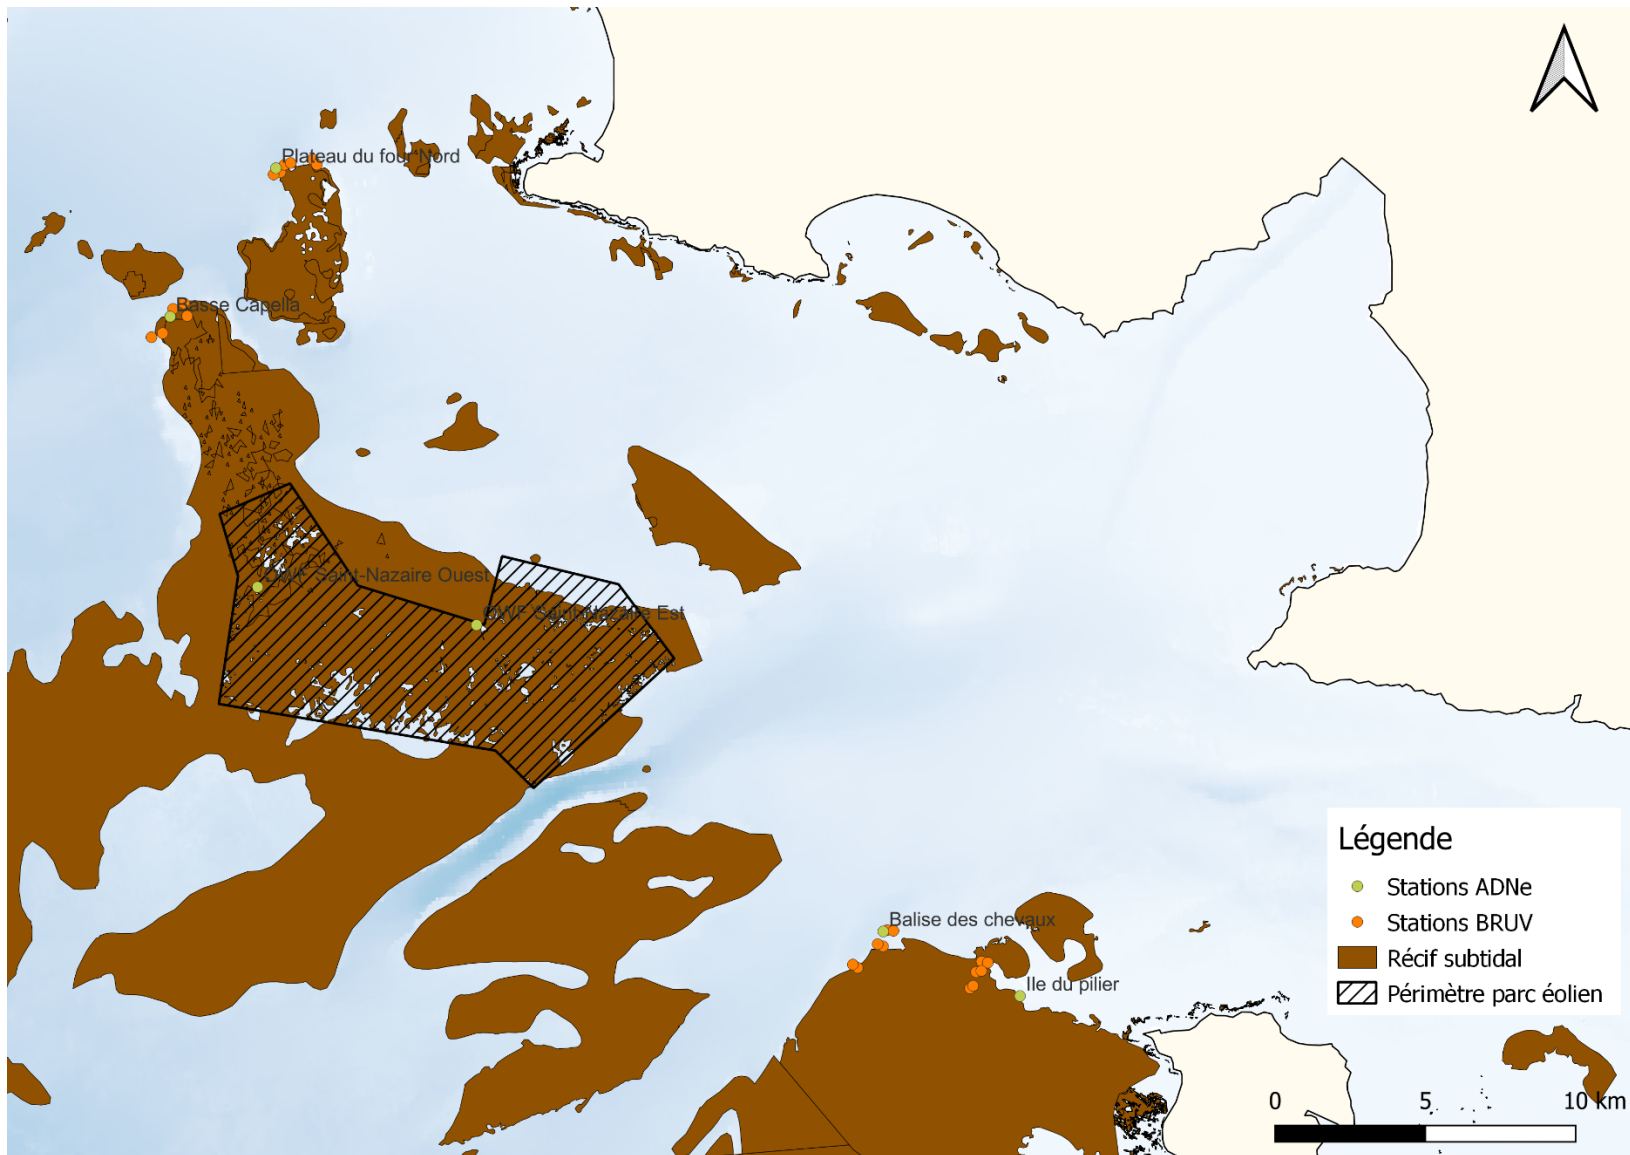 Plateau du four Nord
Basse Capella
OWF Saint-Nazaire Ouest
OWF Saint-Nazaire Est
Balise des chevaux
Ile du pilier
Légende
Stations ADNe
Stations BRUV
Récif subtidal
Périmètre parc éolien
0 5 10 km